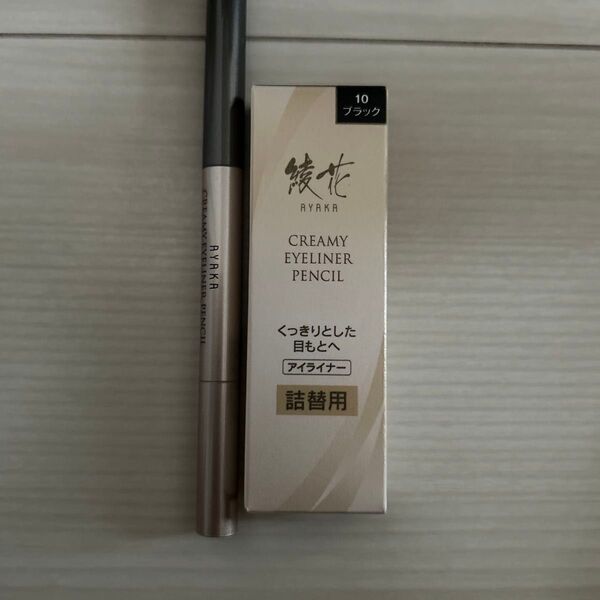 AYAKA
CREAMY EYELINER PENCIL
10
ブラック
綾花
AYAKA
CREAMY
EYELINER
PENCIL
くっきりとした
目もとへ
アイライナー
詰替用